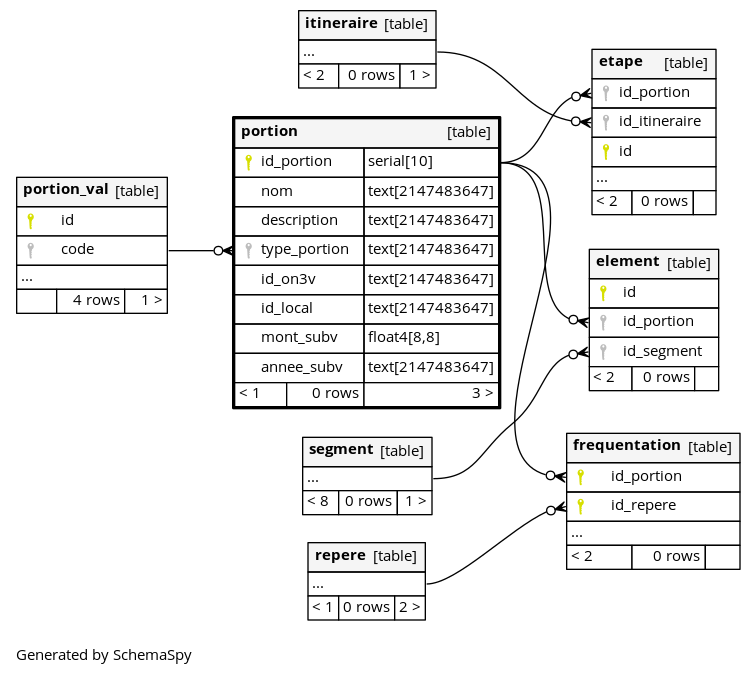 itineraire [table]
...
< 2 0 rows 1 >
etape [table]
id_portion
id_itineraire
id
...
< 2 0 rows
portion [table]
id_portion serial[10]
nom text[2147483647]
description text[2147483647]
type_portion text[2147483647]
id_on3v text[2147483647]
id_local text[2147483647]
mont_subv float4[8,8]
annee_subv text[2147483647]
< 1 0 rows 3 >
portion_val [table]
id
code
...
4 rows 1 >
element [table]
id
id_portion
id_segment
< 2 0 rows
segment [table]
...
< 8 0 rows 1 >
frequentation [table]
id_portion
id_repere
...
< 2 0 rows
repere [table]
...
< 1 0 rows 2 >
Generated by SchemaSpy